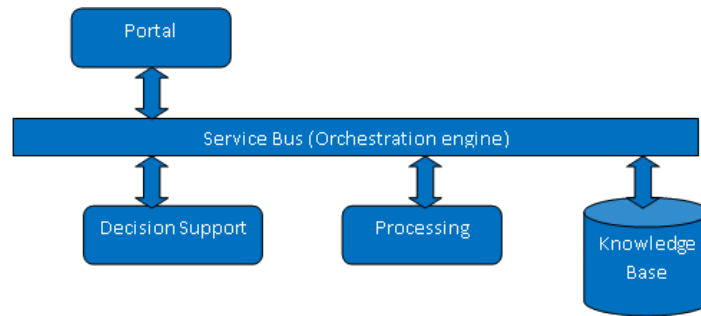 Portal
Service Bus (Orchestration engine)
Decision Support
Processing
Knowledge
Base